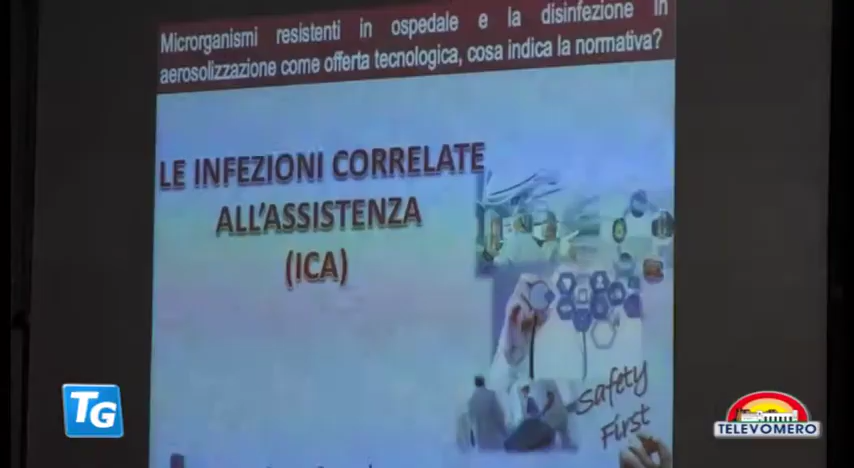 Microrganismi resistenti in ospedale e la disinfezione in
aerosolizzazione come offerta tecnologica, cosa indica la normativa?
LE INFEZIONI CORRELATE
ALL'ASSISTENZA
(ICA)
Safety
First
TG
TELEVOMERO